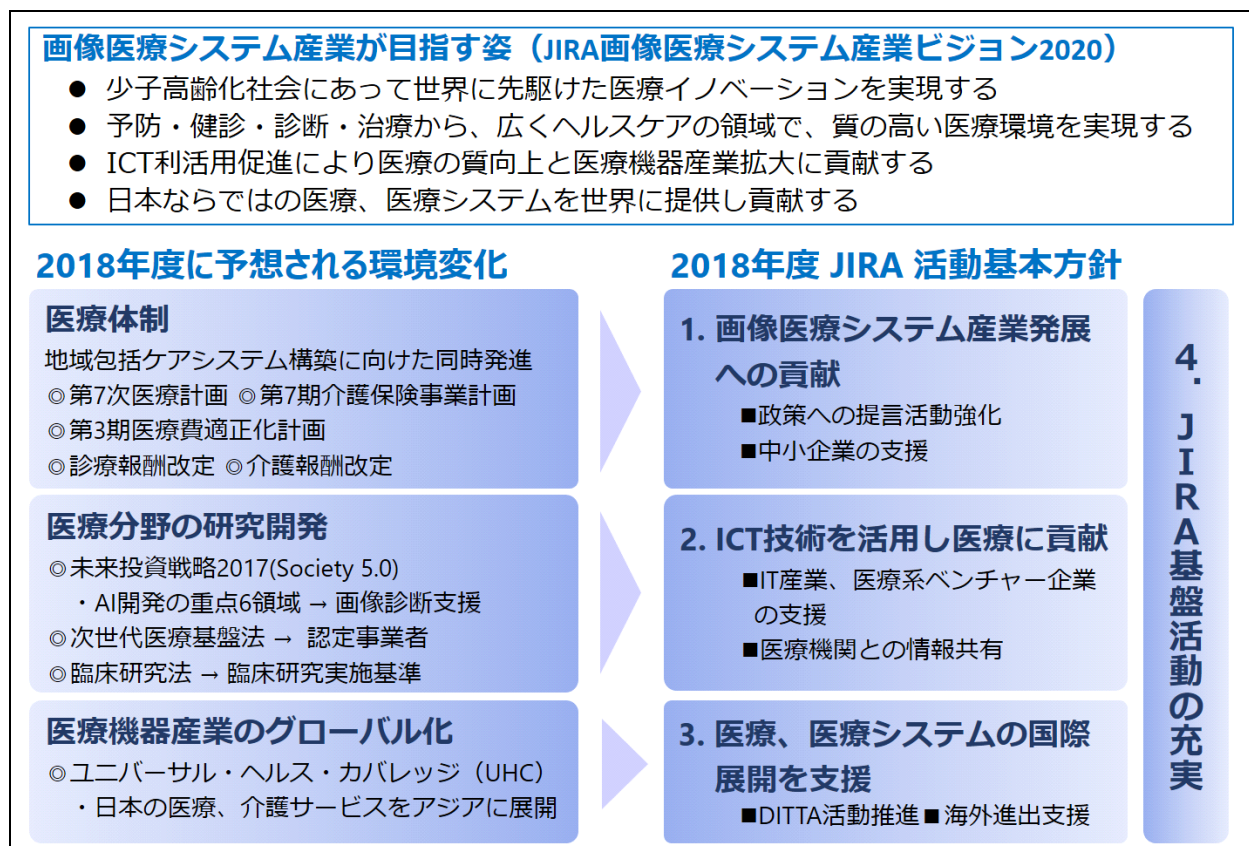 画像医療システム産業が目指す姿（JIRA画像医療システム産業ビジョン2020）
● 少子高齢化社会にあって世界に先駆けた医療イノベーションを実現する
● 予防・健診・診断・治療から、広くヘルスケアの領域で、質の高い医療環境を実現する
● ICT利活用促進により医療の質向上と医療機器産業拡大に貢献する
● 日本ならではの医療、医療システムを世界に提供し貢献する
2018年度に予想される環境変化
医療体制
地域包括ケアシステム構築に向けた同時発進
◎第7次医療計画 ◎第7期介護保険事業計画
◎第3期医療費適正化計画
◎診療報酬改定 ◎介護報酬改定
医療分野の研究開発
◎未来投資戦略2017(Society 5.0)
・AI開発の重点6領域 → 画像診断支援
◎次世代医療基盤法 → 認定事業者
◎臨床研究法 → 臨床研究実施基準
医療機器産業のグローバル化
◎ユニバーサル・ヘルス・カバレッジ（UHC）
・日本の医療、介護サービスをアジアに展開
2018年度 JIRA 活動基本方針
1. 画像医療システム産業発展
への貢献
■政策への提言活動強化
■中小企業の支援
2. ICT技術を活用し医療に貢献
■IT産業、医療系ベンチャー企業
の支援
■医療機関との情報共有
3. 医療、医療システムの国際
展開を支援
■DITTA活動推進 ■海外進出支援
4. JIRA基盤活動の充実